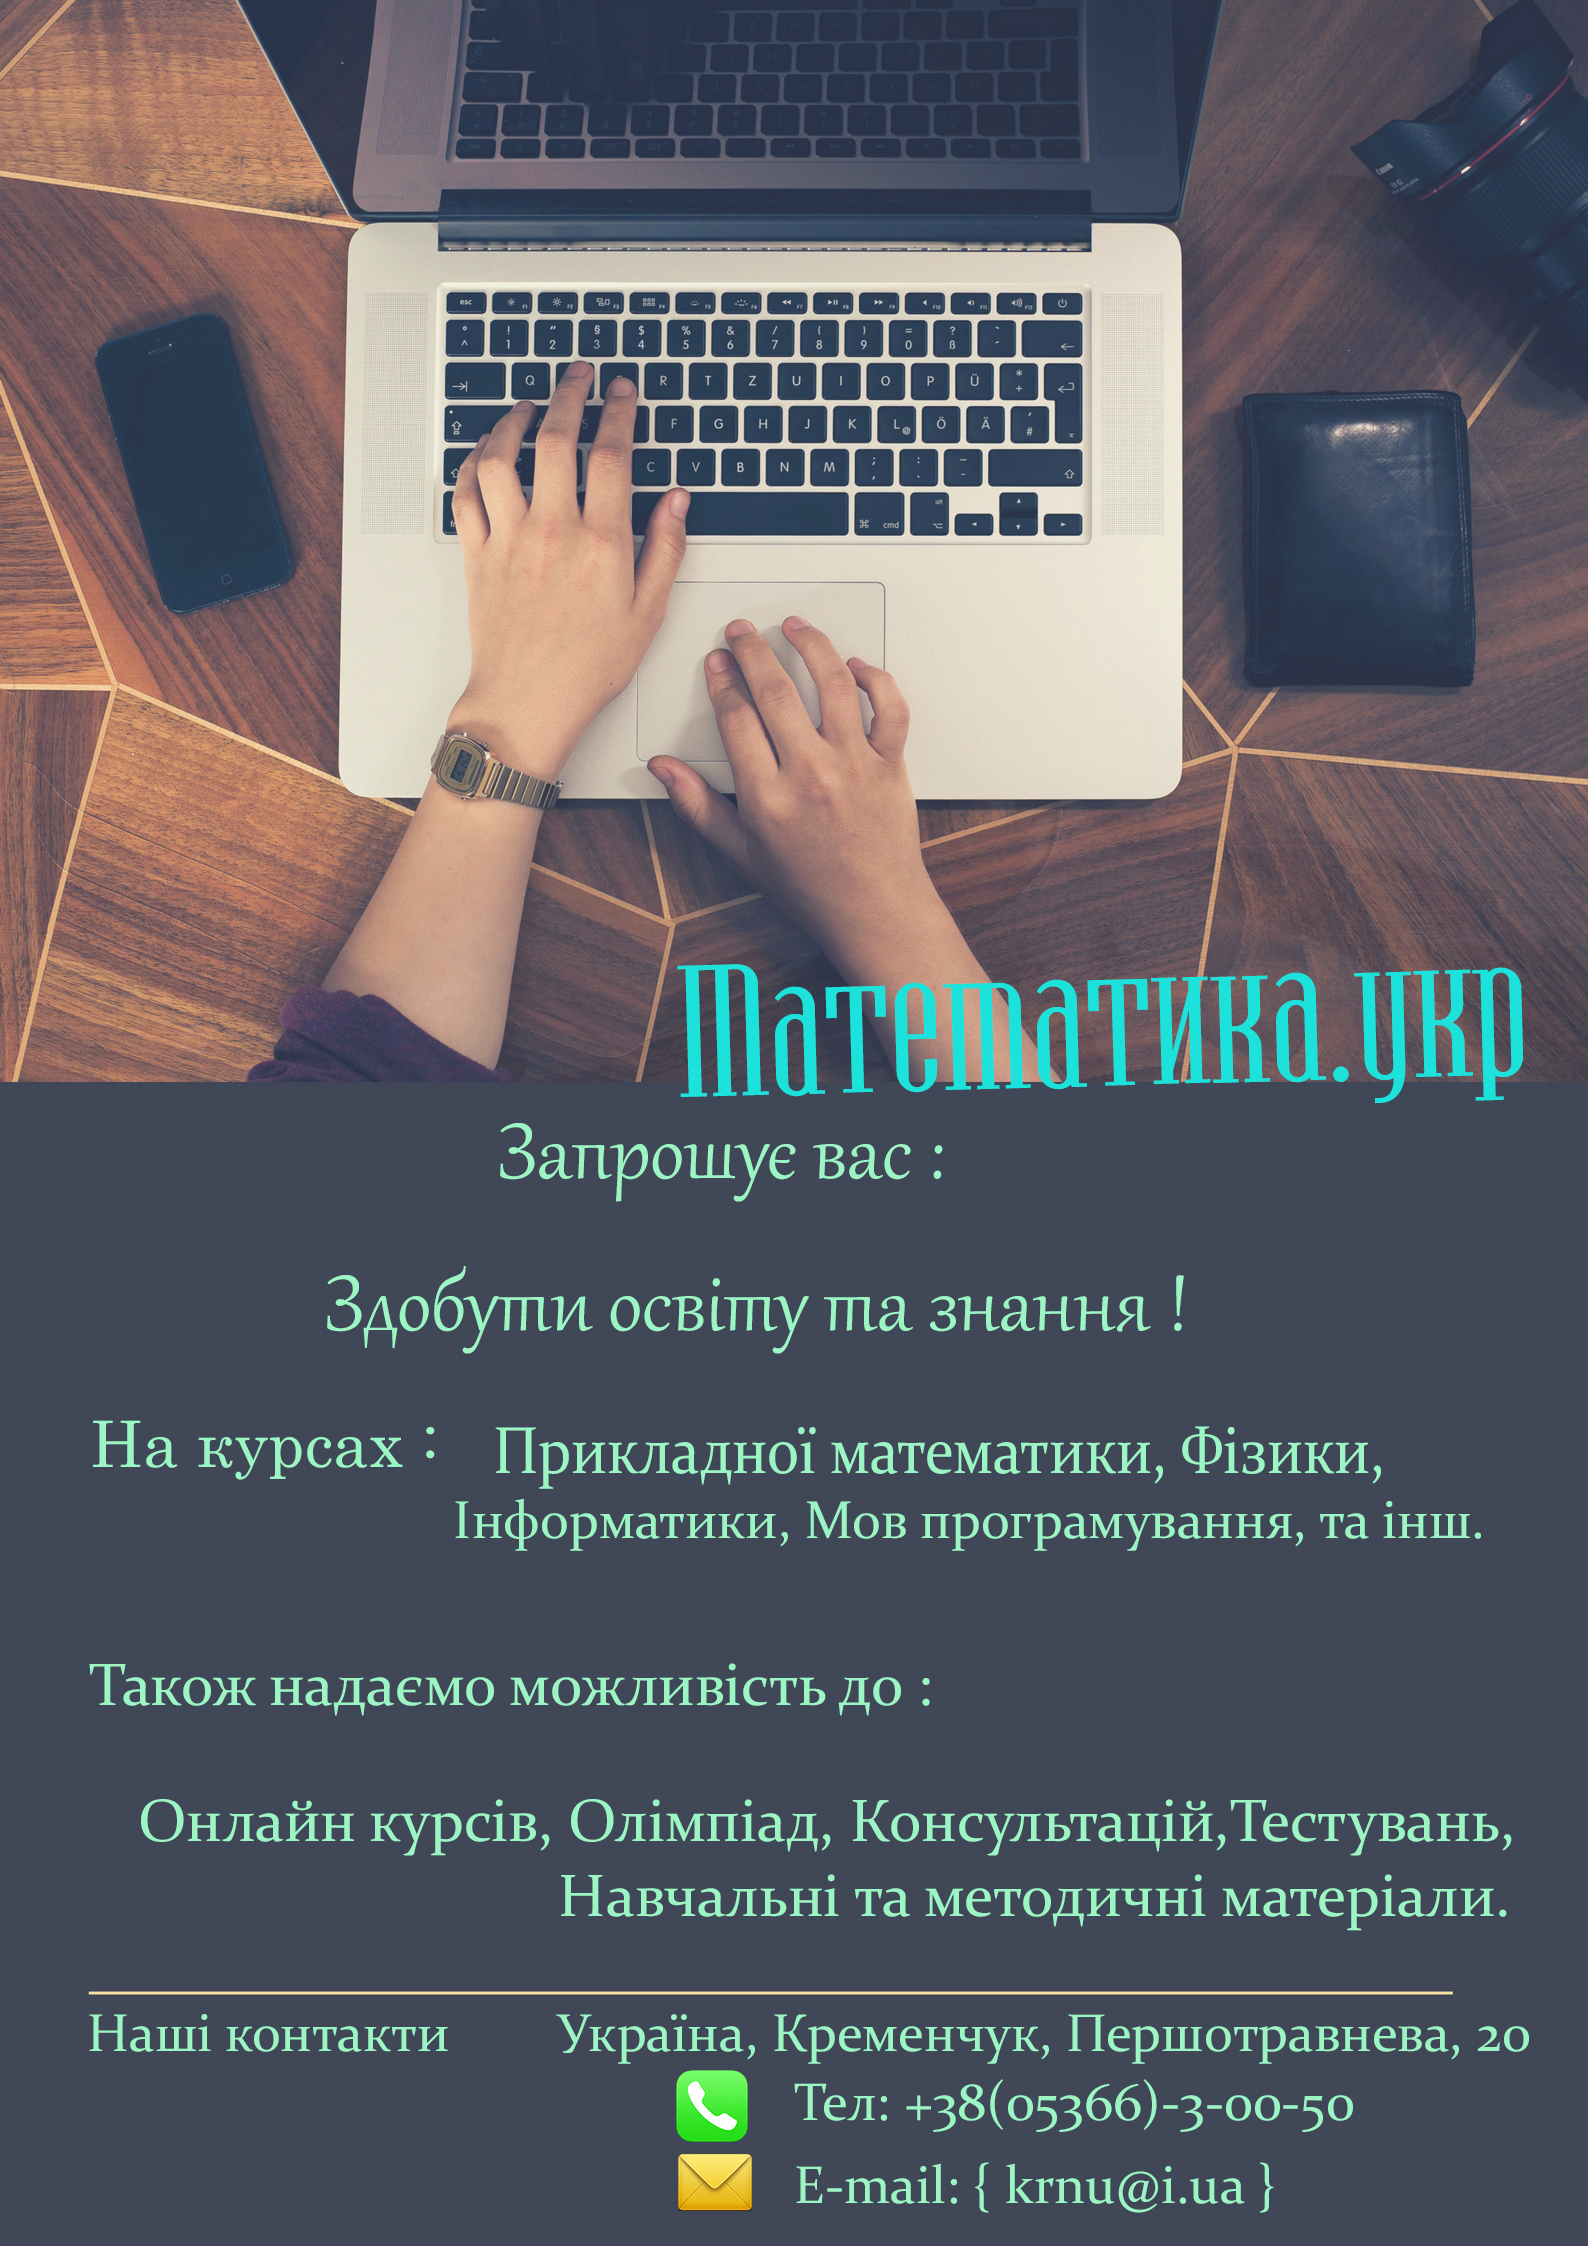 Математика.укр
Запрошує вас :
Здобути освіту та знання !
На курсах : Прикладної математики, Фізики,
Інформатики, Мов програмування, та інш.
Також надаємо можливість до :
Онлайн курсів, Олімпіад, Консультацій,Тестувань,
Навчальні та методичні матеріали.
Наші контакти Україна, Кременчук, Першотравнева, 20
Тел: +38(05366)-3-00-50
E-mail: { krnu@i.ua }